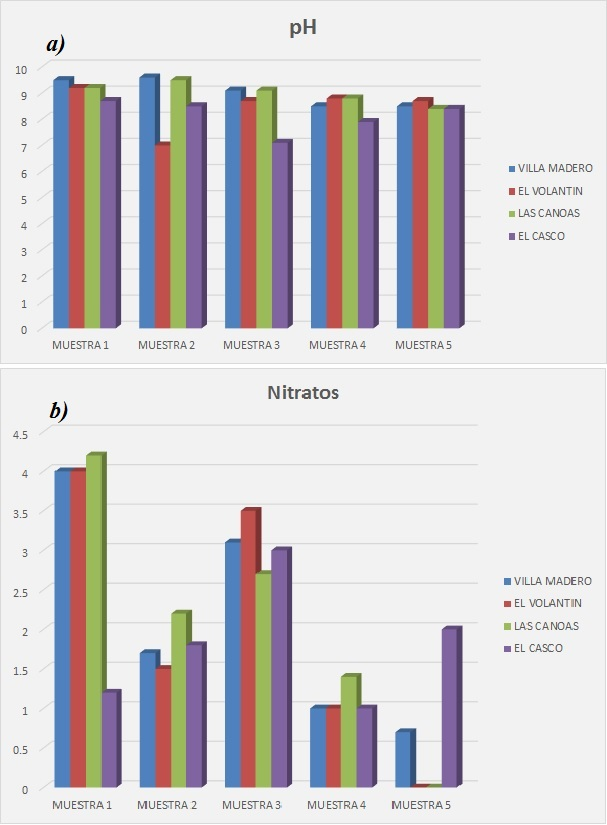 a)
pH
10
9
8
7
6
5
4
3
2
1
0
MUESTRA 1 MUESTRA 2 MUESTRA 3 MUESTRA 4 MUESTRA 5
VILLA MADERO
EL VOLANTIN
LAS CANOAS
EL CASCO
b)
Nitratos
4.5
4
3.5
3
2.5
2
1.5
1
0.5
0
MUESTRA 1 MUESTRA 2 MUESTRA 3 MUESTRA 4 MUESTRA 5
VILLA MADERO
EL VOLANTIIN
LAS CANOAS
EL CASCO